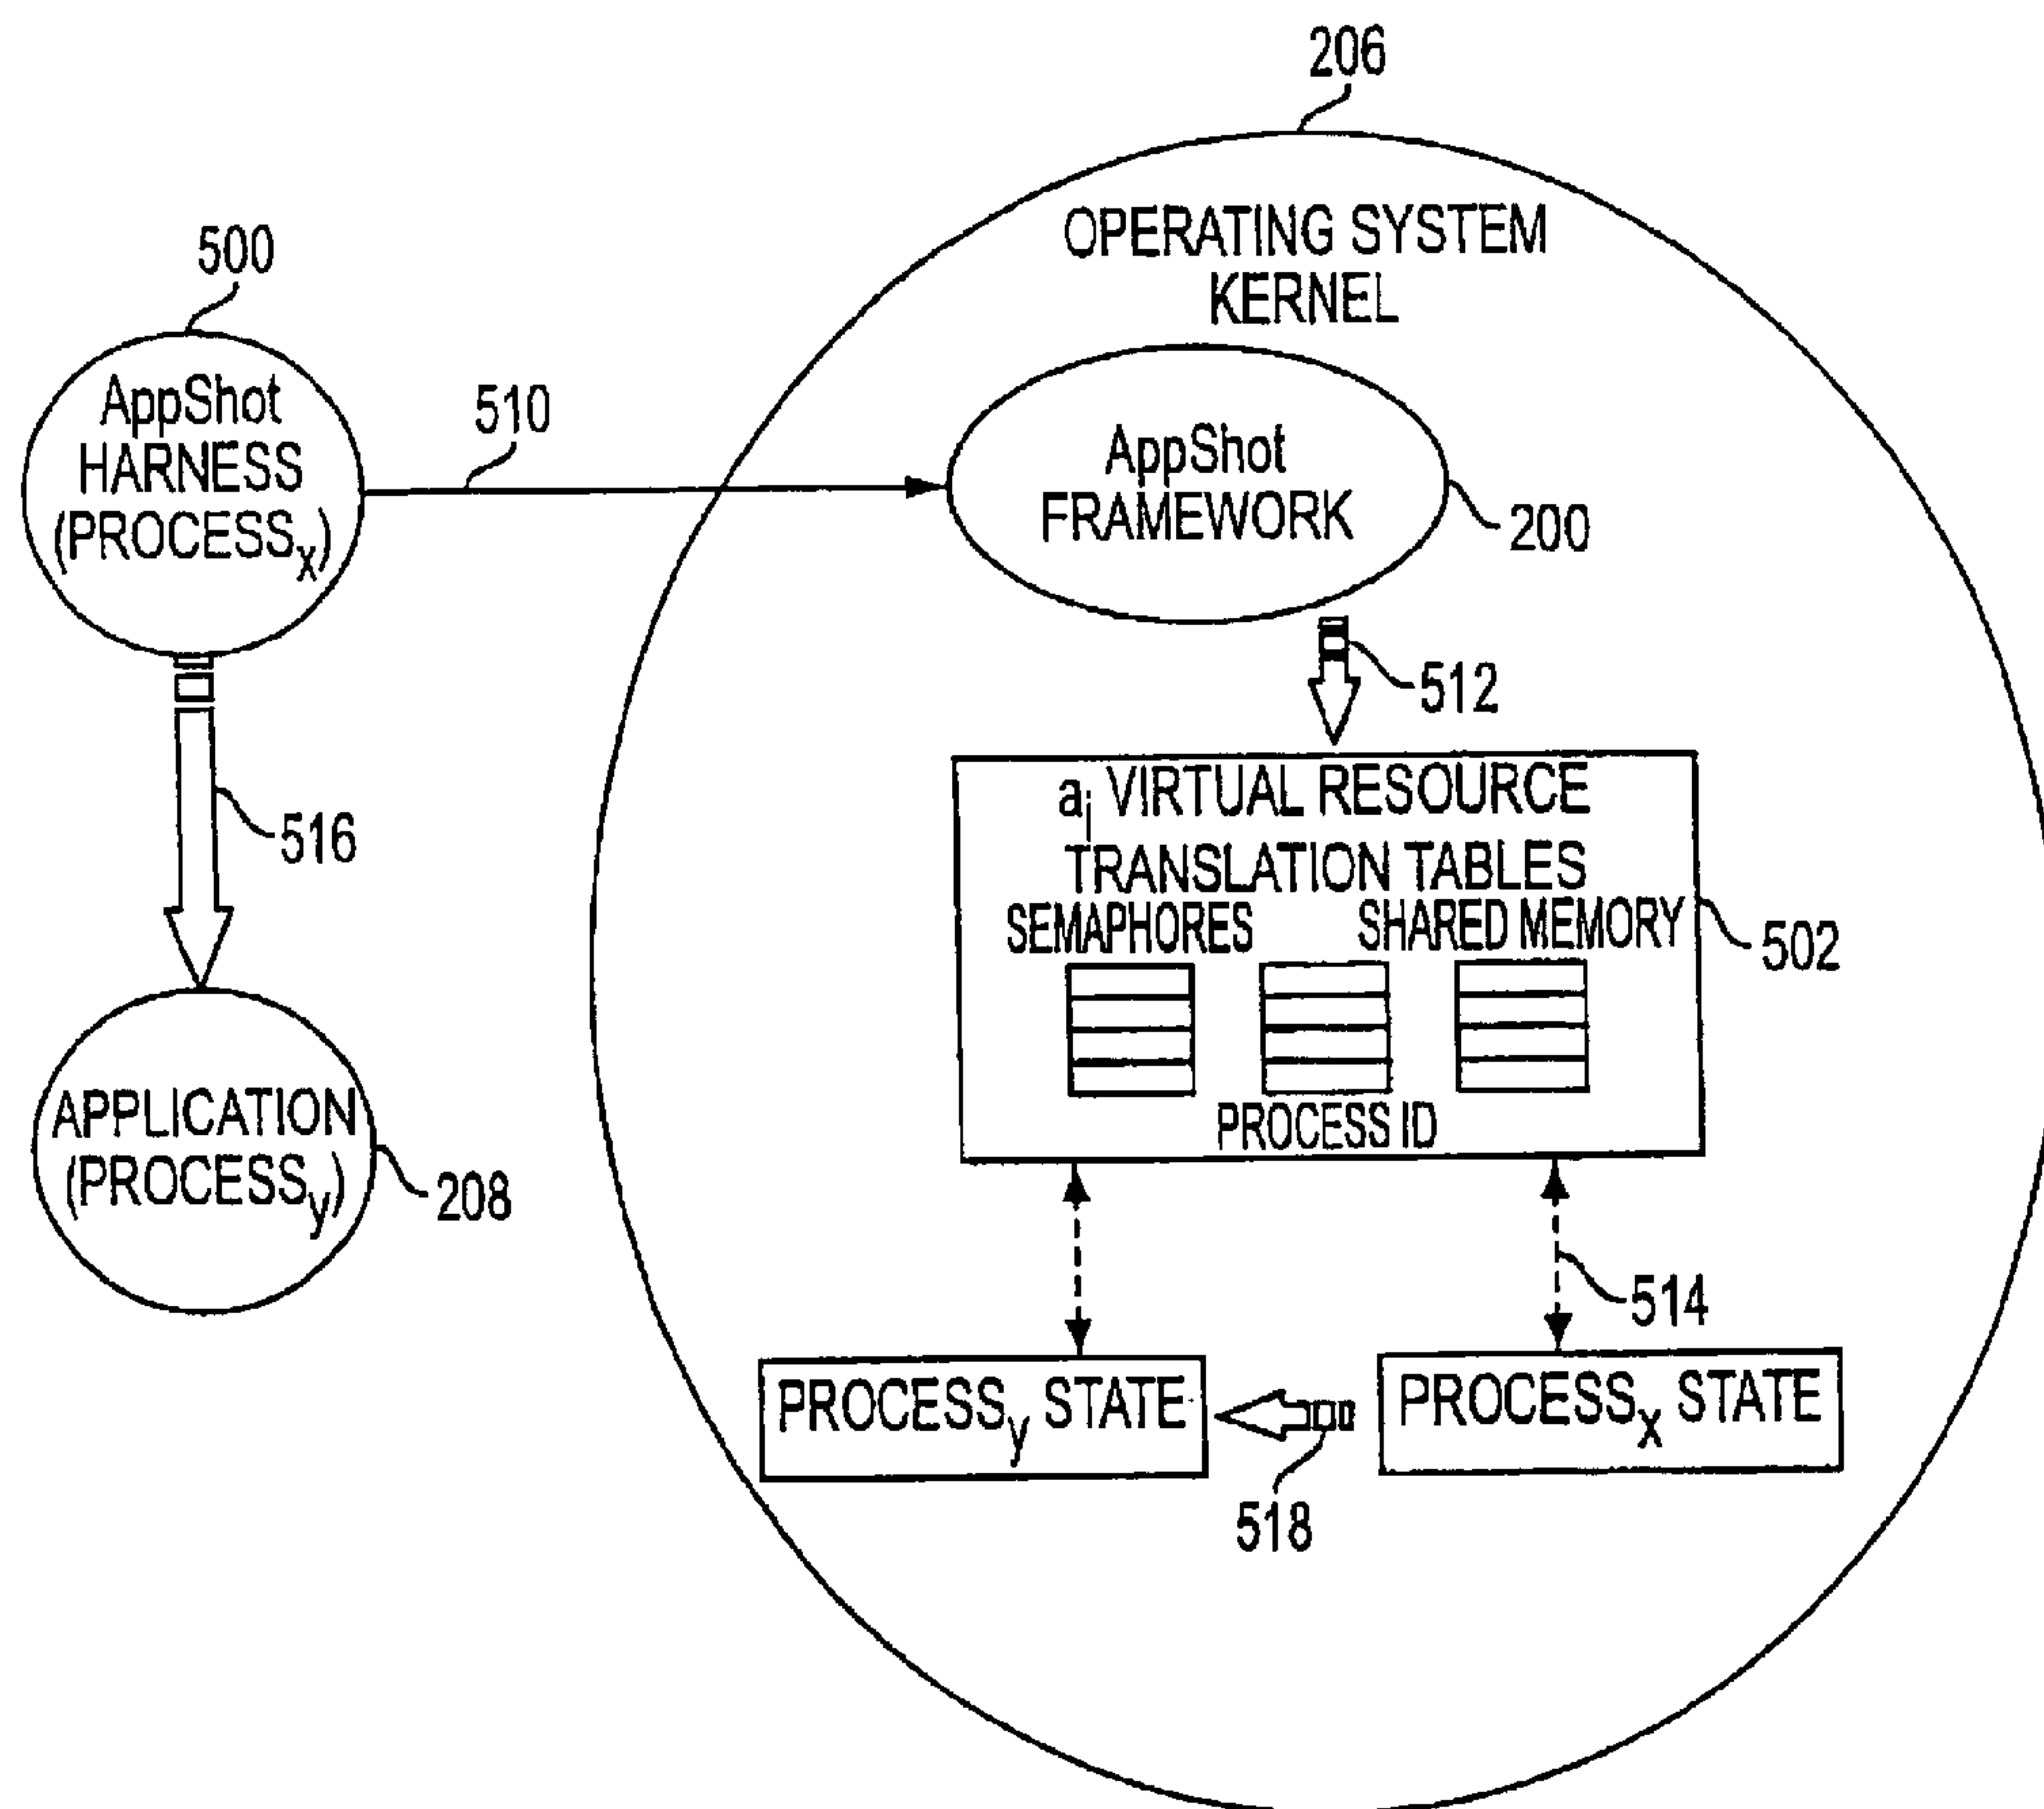 206
OPERATING SYSTEM
KERNEL
500
AppShot
HARNESS
(PROCESSx)
510
AppShot
FRAMEWORK
200
512
ai VIRTUAL RESOURCE
TRANSLATION TABLES
SEMAPHORES SHARED MEMORY
502
PROCESS ID
516
APPLICATION
(PROCESSy)
208
514
PROCESSy STATE
PROCESSx STATE
518